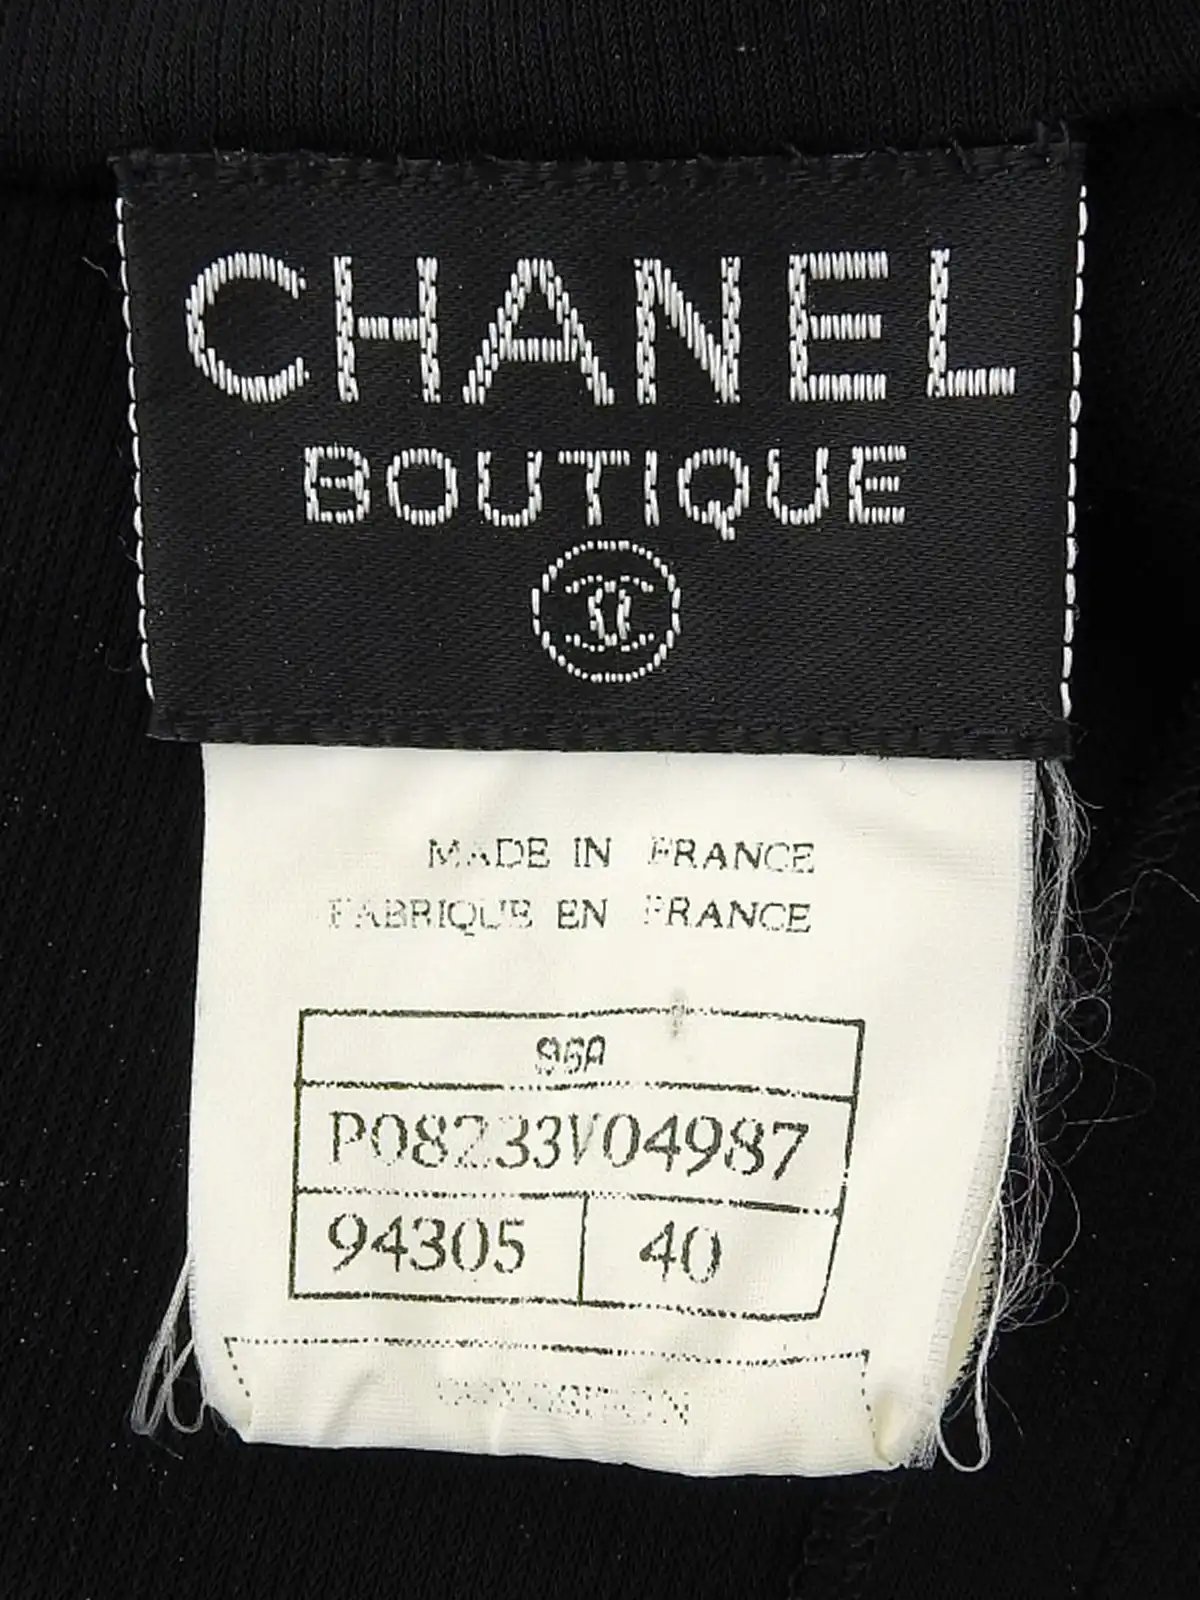 CHANEL
BOUTIQUE
MADE IN FRANCE
FABRIQUE EN FRANCE
96A
P08233V04987
94305 40